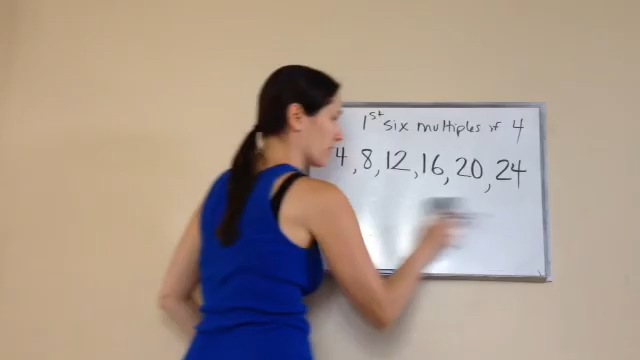 1st six multiples of 4
4, 8, 12, 16, 20, 24